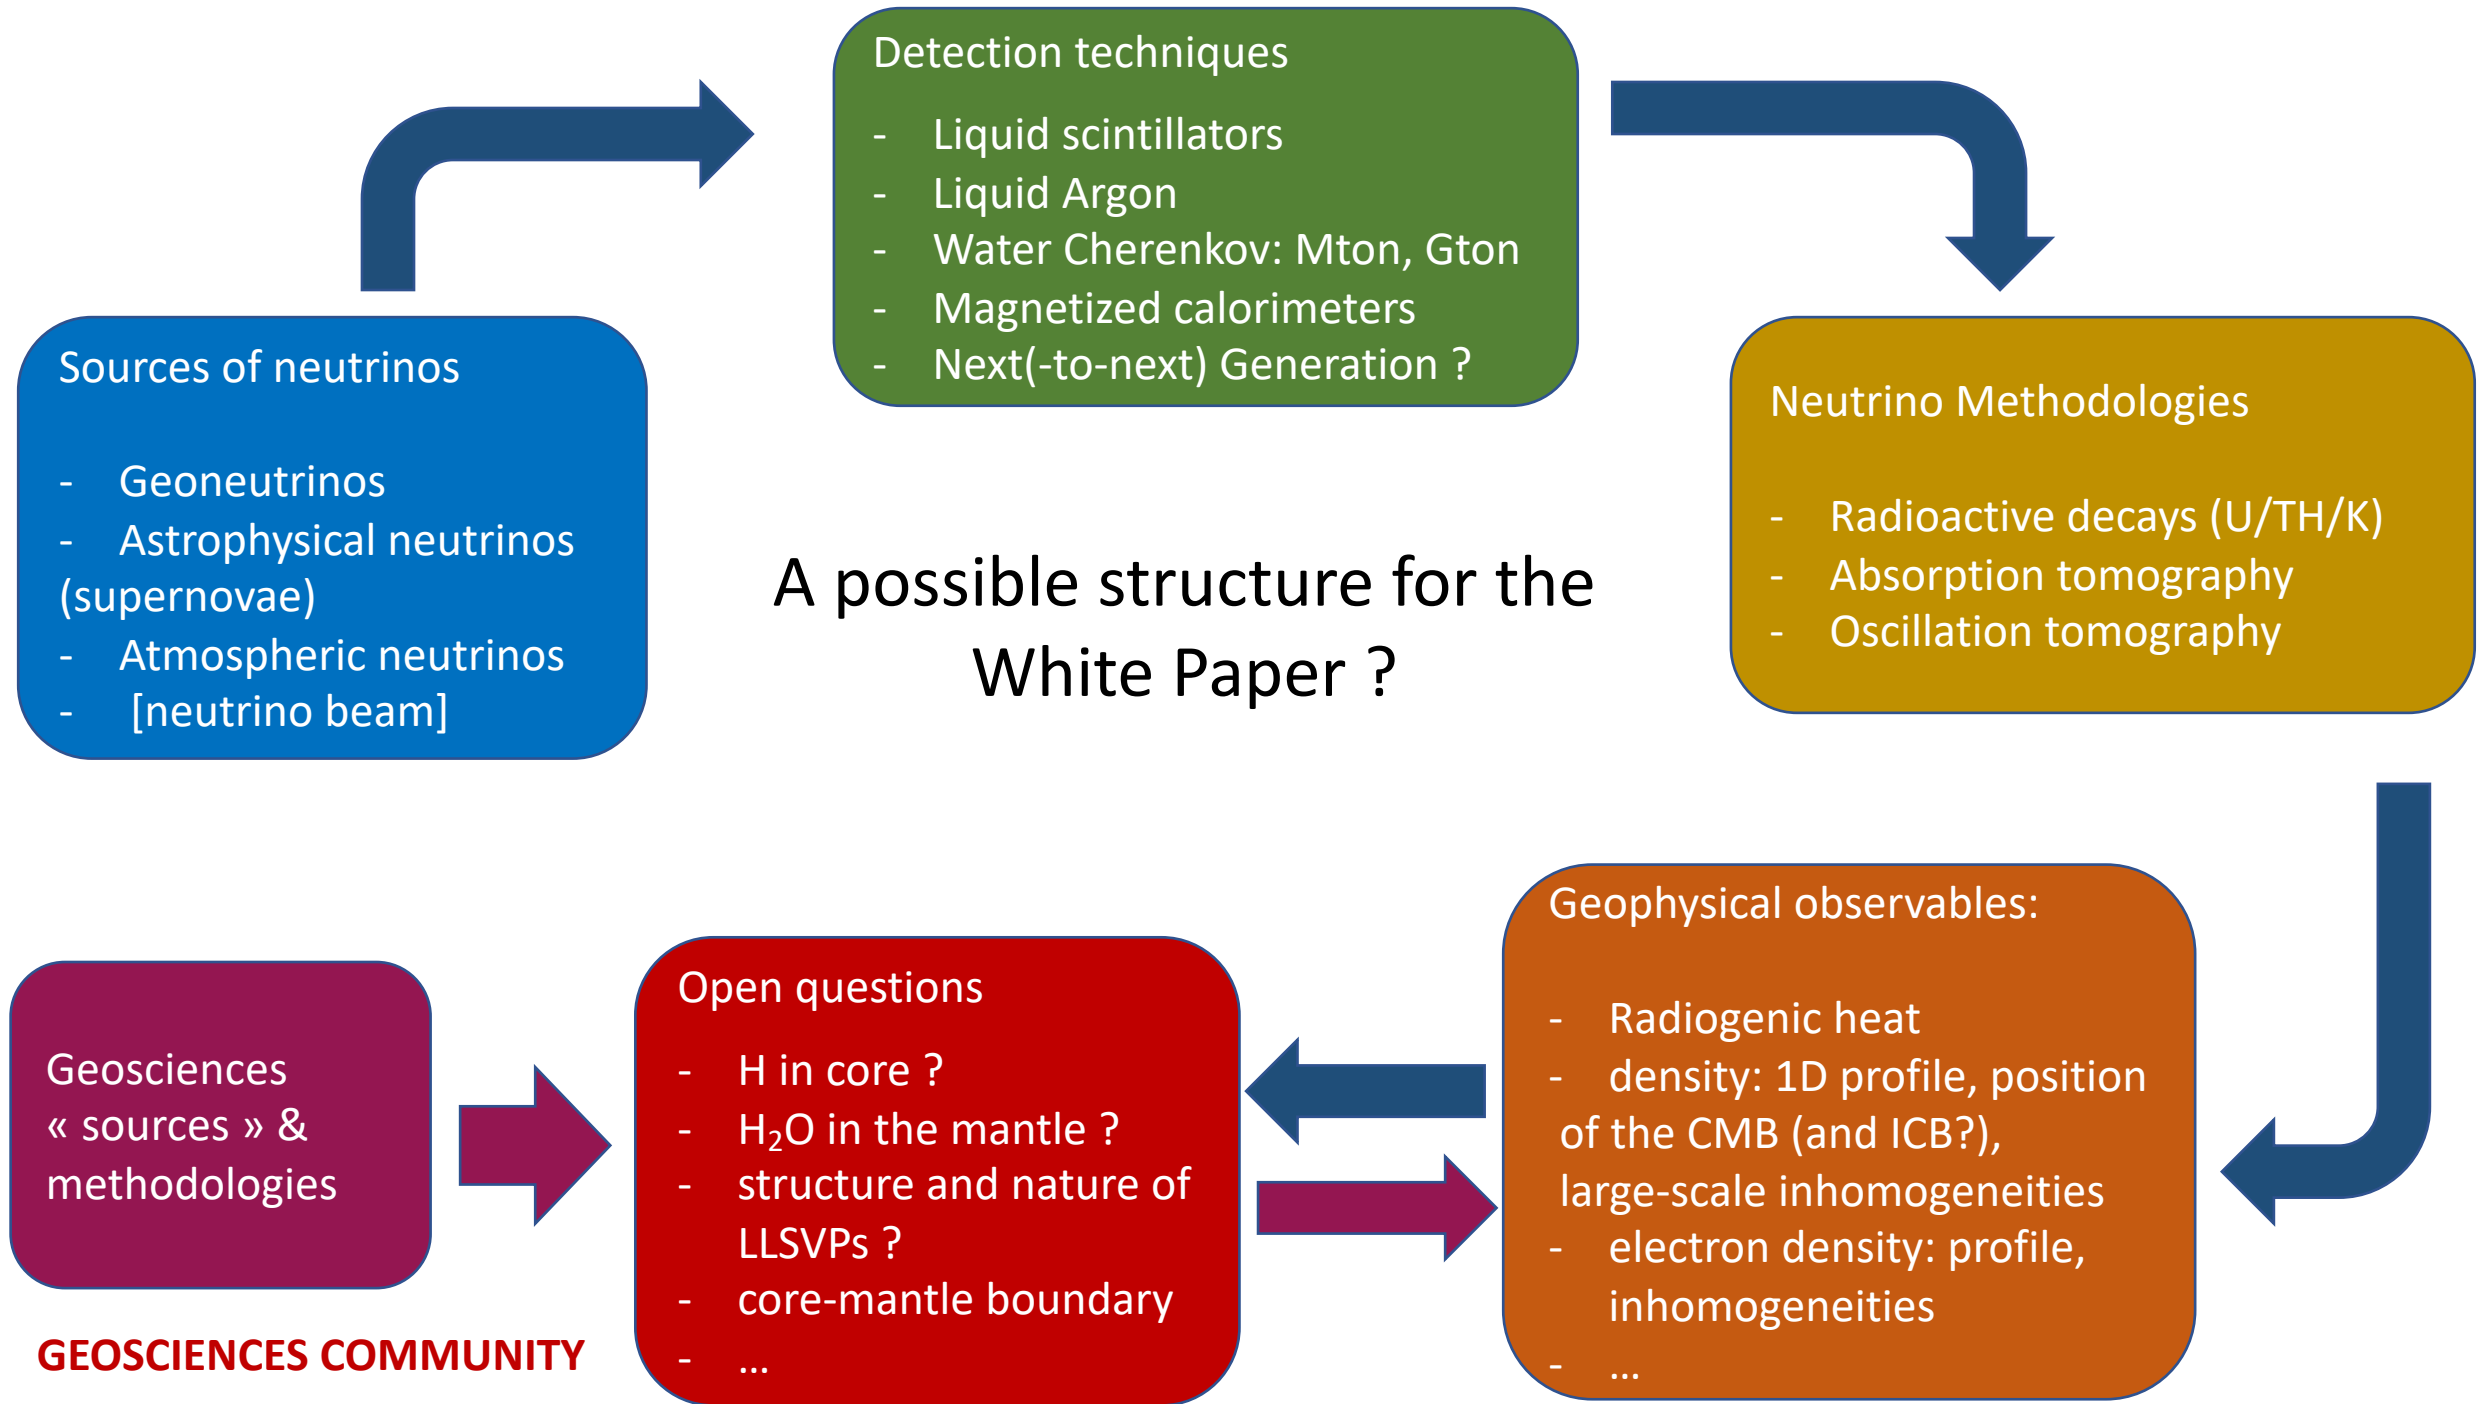 Detection techniques
- Liquid scintillators
- Liquid Argon
- Water Cherenkov: Mton, Gton
- Magnetized calorimeters
- Next(-to-next) Generation ?
Sources of neutrinos
- Geoneutrinos
- Astrophysical neutrinos
(supernovae)
- Atmospheric neutrinos
- [neutrino beam]
Neutrino Methodologies
- Radioactive decays (U/TH/K)
- Absorption tomography
- Oscillation tomography
A possible structure for the
White Paper ?
Geosciences
« sources » &
methodologies
GEOSCIENCES COMMUNITY
Open questions
- H in core ?
- H₂O in the mantle ?
- structure and nature of
LLSVPs ?
- core-mantle boundary
- ...
Geophysical observables:
- Radiogenic heat
- density: 1D profile, position
of the CMB (and ICB?),
large-scale inhomogeneities
- electron density: profile,
inhomogeneities
- ...